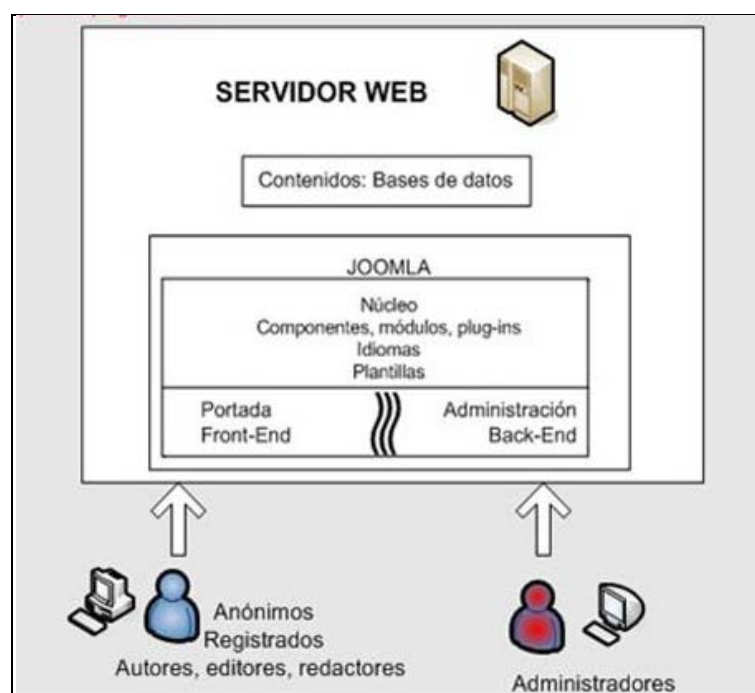 SERVIDOR WEB
Contenidos: Bases de datos
JOOMLA
Núcleo
Componentes, módulos, plug-ins
Idiomas
Plantillas
Portada
Front-End
Administración
Back-End
Anónimos
Registrados
Autores, editores, redactores
Administradores